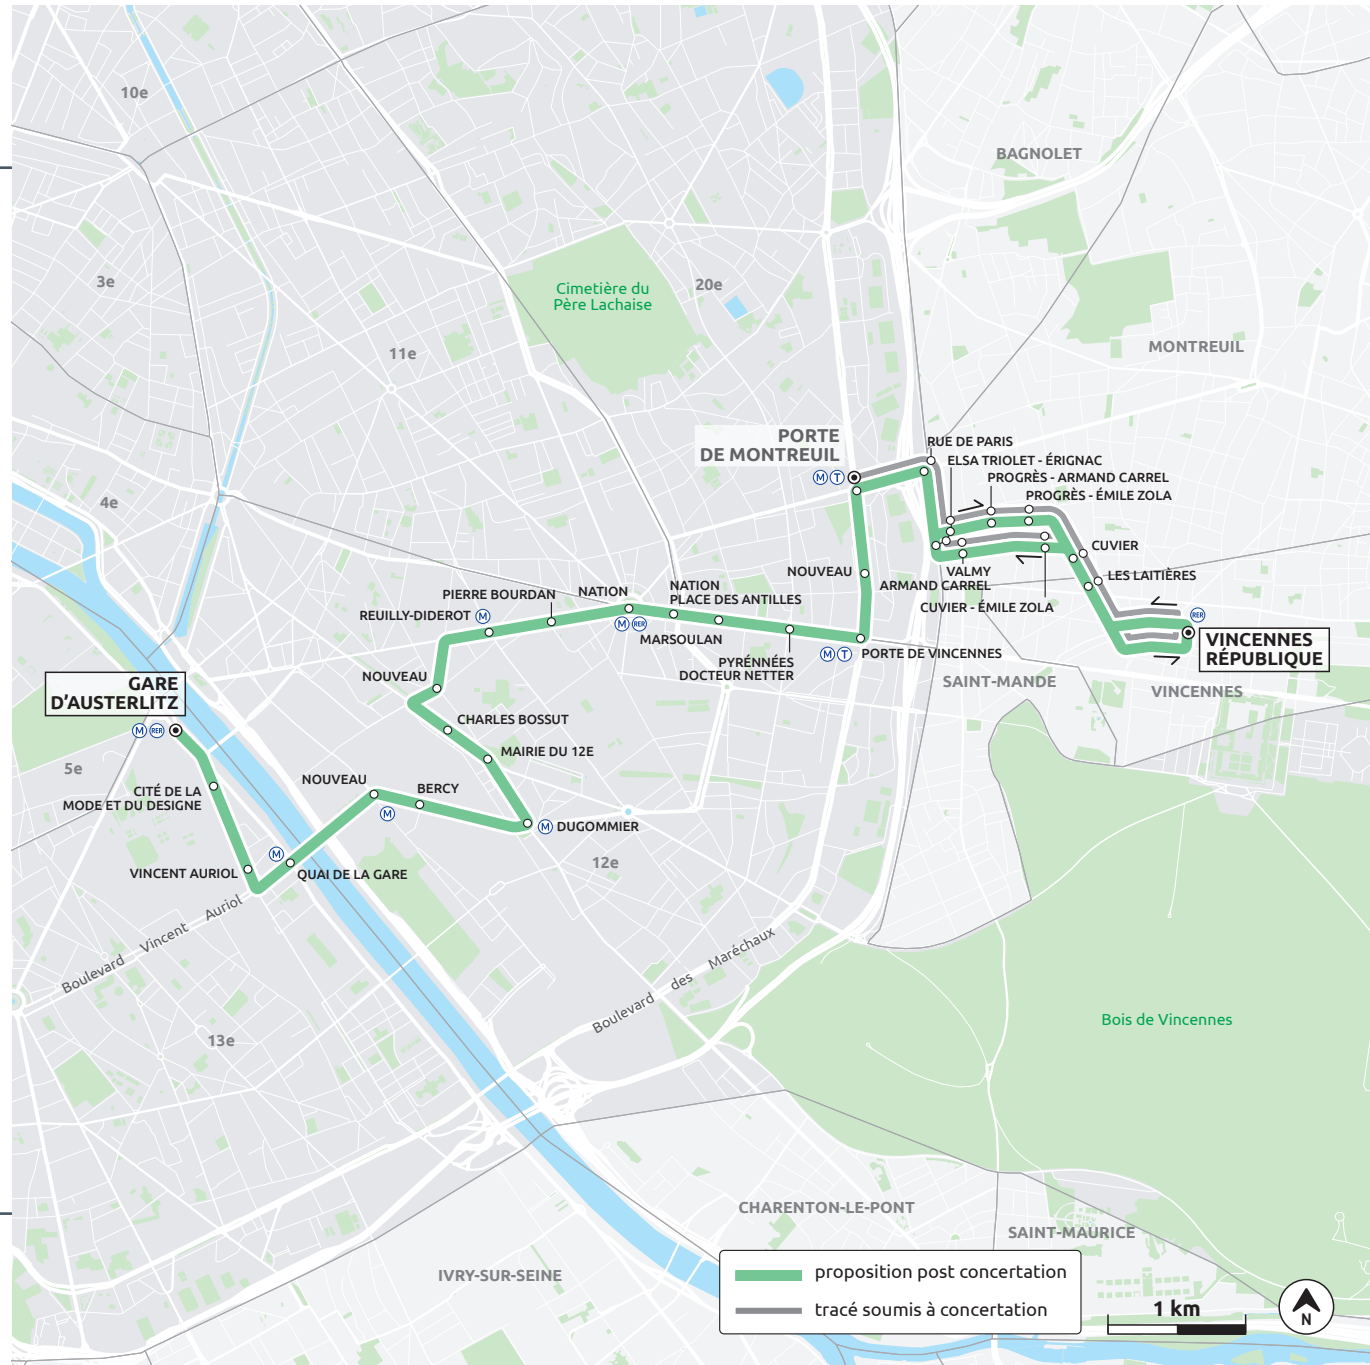 10e
BAGNOLET
3e
Cimetière du
Père Lachaise
20e
11e
MONTREUIL
PORTE
DE MONTREUIL
M T
RUE DE PARIS
ELSA TRIOLET - ÉRIGNAC
PROGRÈS - ARMAND CARREL
PROGRÈS - ÉMILE ZOLA
4e
CUVIER
LES LAITIÈRES
VALMY
ARMAND CARREL
CUVIER - ÉMILE ZOLA
NOUVEAU
PIERRE BOURDAN
NATION
M RER
NATION
PLACE DES ANTILLES
REUILLY-DIDEROT M
MARSOULAN
PYRÉNNÉES
DOCTEUR NETTER
M T PORTE DE VINCENNES
RER
VINCENNES
RÉPUBLIQUE
SAINT-MANDE
VINCENNES
NOUVEAU
GARE
D'AUSTERLITZ
M RER
CHARLES BOSSUT
MAIRIE DU 12E
5e
CITÉ DE LA
MODE ET DU DESIGNE
NOUVEAU
BERCY
M
M DUGOMMIER
12e
M
VINCENT AURIOL
QUAI DE LA GARE
Boulevard Vincent Auriol
Boulevard des Maréchaux
13e
Bois de Vincennes
CHARENTON-LE-PONT
SAINT-MAURICE
IVRY-SUR-SEINE
proposition post concertation
tracé soumis à concertation
1 km
N